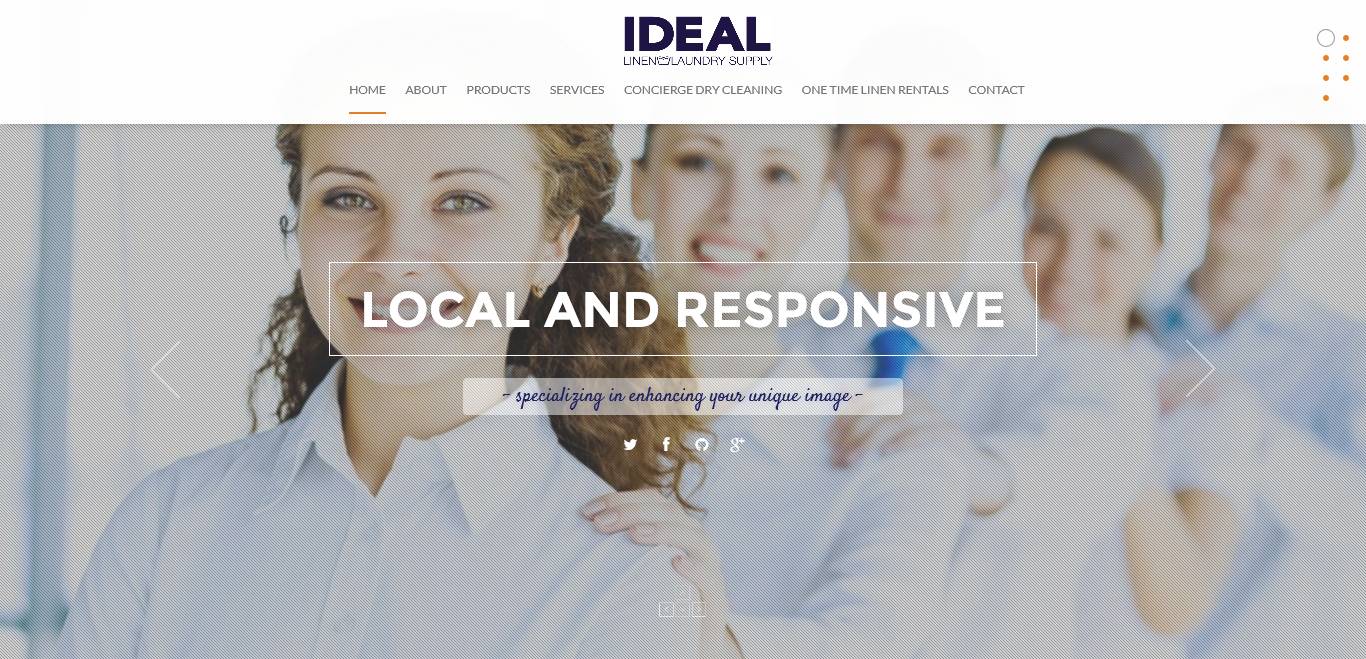 IDEAL
LINEN & LAUNDRY SUPPLY
HOME ABOUT PRODUCTS SERVICES CONCIERGE DRY CLEANING ONE TIME LINEN RENTALS CONTACT
LOCAL AND RESPONSIVE
~ specializing in enhancing your unique image ~